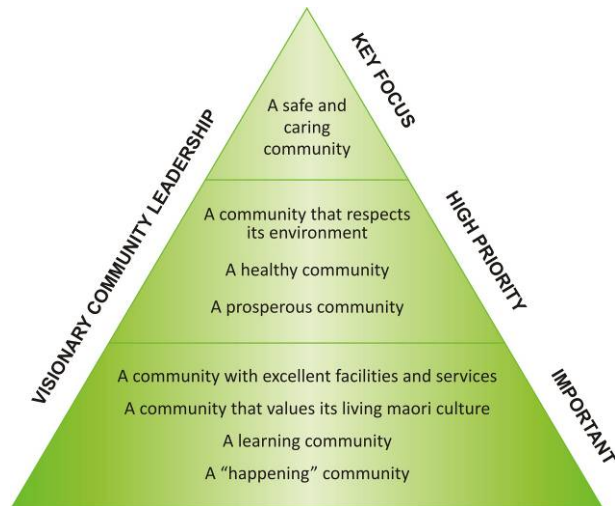 VISIONARY COMMUNITY LEADERSHIP
KEY FOCUS
A safe and
caring
community
HIGH PRIORITY
A community that respects
its environment
A healthy community
A prosperous community
IMPORTANT
A community with excellent facilities and services
A community that values its living maori culture
A learning community
A “happening” community